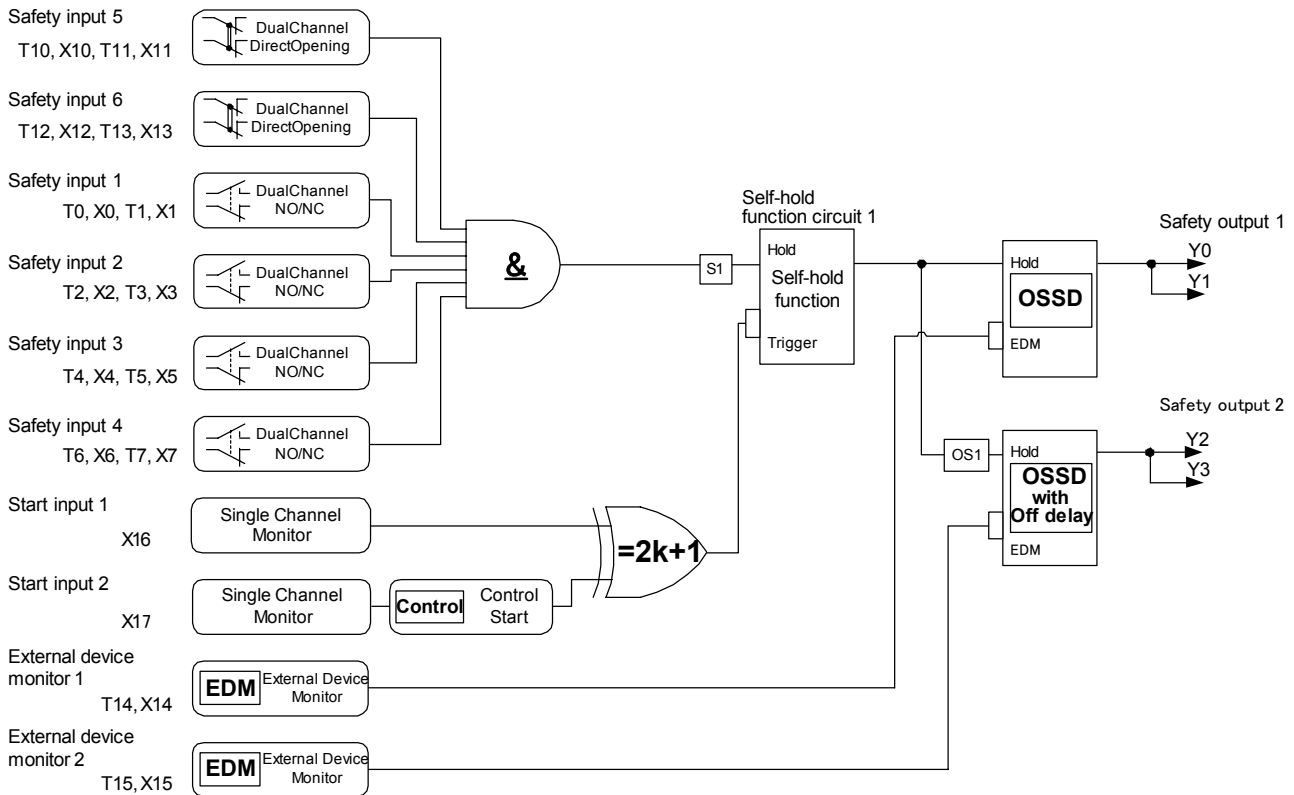 Safety input 5
T10, X10, T11, X11
DualChannel
DirectOpening
Safety input 6
T12, X12, T13, X13
DualChannel
DirectOpening
Safety input 1
T0, X0, T1, X1
DualChannel
NO/NC
Safety input 2
T2, X2, T3, X3
DualChannel
NO/NC
Safety input 3
T4, X4, T5, X5
DualChannel
NO/NC
Safety input 4
T6, X6, T7, X7
DualChannel
NO/NC
&
S1
Self-hold
function circuit 1
Hold
Self-hold
function
Trigger
Safety output 1
Hold
OSSD
EDM
Y0
Y1
Safety output 2
OS1
Hold
OSSD
with
Off delay
EDM
Y2
Y3
Start input 1
X16
Single Channel
Monitor
=2k+1
Start input 2
X17
Single Channel
Monitor
Control
Control
Start
External device
monitor 1
T14, X14
EDM
External Device
Monitor
External device
monitor 2
T15, X15
EDM
External Device
Monitor